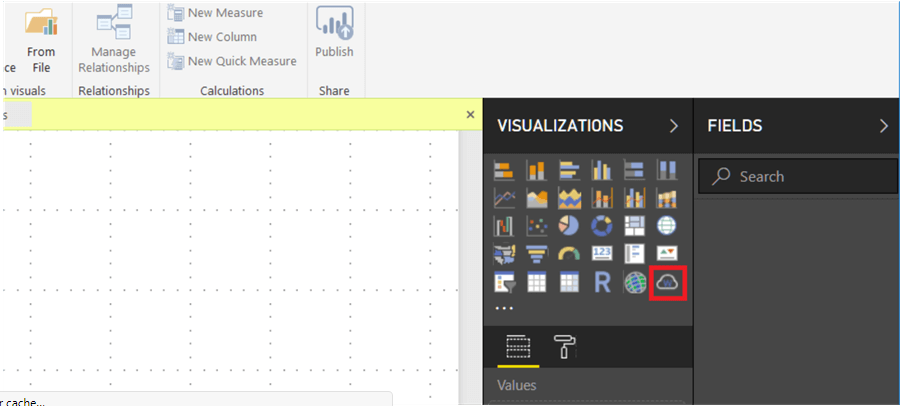 New Measure
New Column
New Quick Measure
From
File
Manage
Relationships
Publish
ce
n visuals
Relationships
Calculations
Share
s
×
VISUALIZATIONS
FIELDS
Search
123
R
...
Values
r cache...